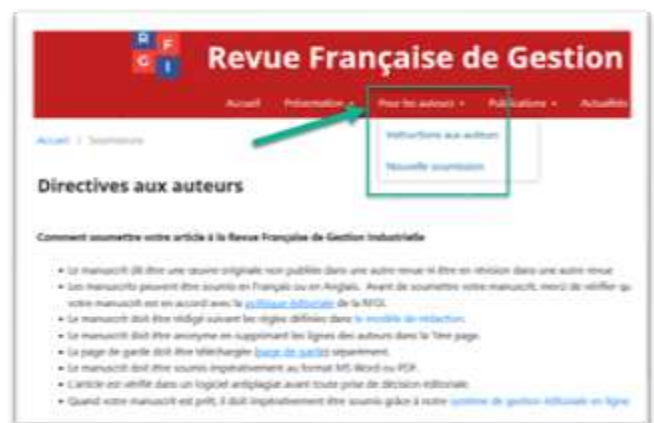 R F
G I
Revue Française de Gestion
Accueil Présentation Pour les auteurs Publications Actualités
Instructions aux auteurs
Nouvelle soumission
Accueil / Soumissions
Directives aux auteurs
Comment soumettre votre article à la Revue Française de Gestion Industrielle
• Le manuscrit dit être une œuvre originale non publiée dans une autre revue ni être en révision dans une autre revue
• Les manuscrits peuvent être soumis en Français ou en Anglais. Avant de soumettre votre manuscrit, merci de vérifier qu
votre manuscrit est en accord avec la politique éditoriale de la RFGI.
• Le manuscrit doit être rédigé suivant les règles définies dans le modèle de rédaction.
• Le manuscrit doit être anonyme en supprimant les lignes des auteurs dans la 1ère page.
• La page de garde doit être téléchargée (page de garde) séparément.
• Le manuscrit doit être soumis impérativement au format MS Word ou PDF.
• L'article est vérifié dans un logiciel antiplagiat avant toute prise de décision éditoriale.
• Quand votre manuscrit est prêt, il doit impérativement être soumis grâce à notre système de gestion éditoriale en ligne